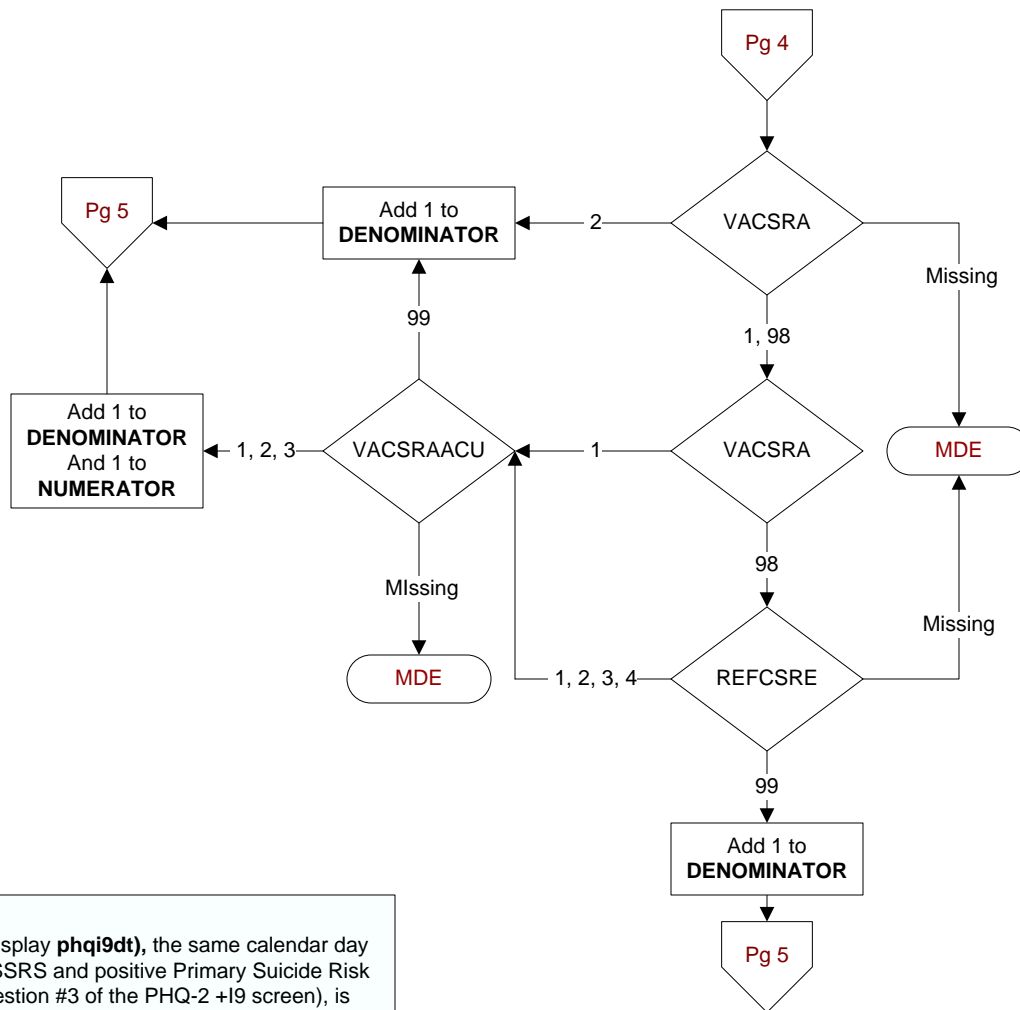 Pg 4
VACSRA
2
Add 1 to
DENOMINATOR
Pg 5
Missing
1, 98
99
Add 1 to
DENOMINATOR
And 1 to
NUMERATOR
1, 2, 3
VACSRAACU
1
VACSRA
MDE
98
MIssing
MDE
Missing
1, 2, 3, 4
REFCSRE
99
Add 1 to
DENOMINATOR
Pg 5
splay phqi9dt), the same calendar day
SSRS and positive Primary Suicide Risk
estion #3 of the PHQ-2 +I9 screen), is